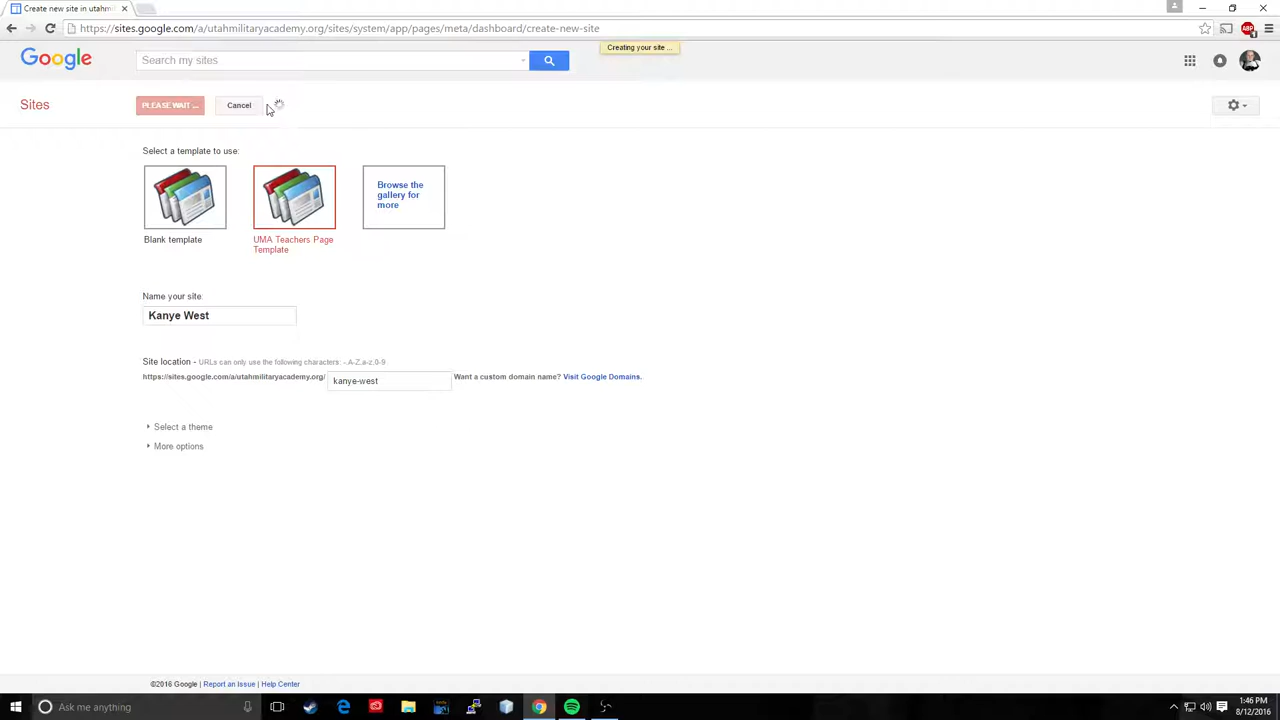 Create new site in utahm
https://sites.google.com/a/utahmilitaryacademy.org/sites/system/app/pages/meta/dashboard/create-new-site
Creating your site ...
Google
Search my sites
Sites
PLEASE WAIT ...
Cancel
Select a template to use:
Blank template
UMA Teachers Page
Template
Browse the
gallery for
more
Name your site:
Kanye West
Site location - URLs can only use the following characters: -,A-Z,a-z,0-9
https://sites.google.com/a/utahmilitaryacademy.org/ kanye-west Want a custom domain name? Visit Google Domains.
Select a theme
More options
©2016 Google | Report an Issue | Help Center
Ask me anything
1:46 PM
8/12/2016